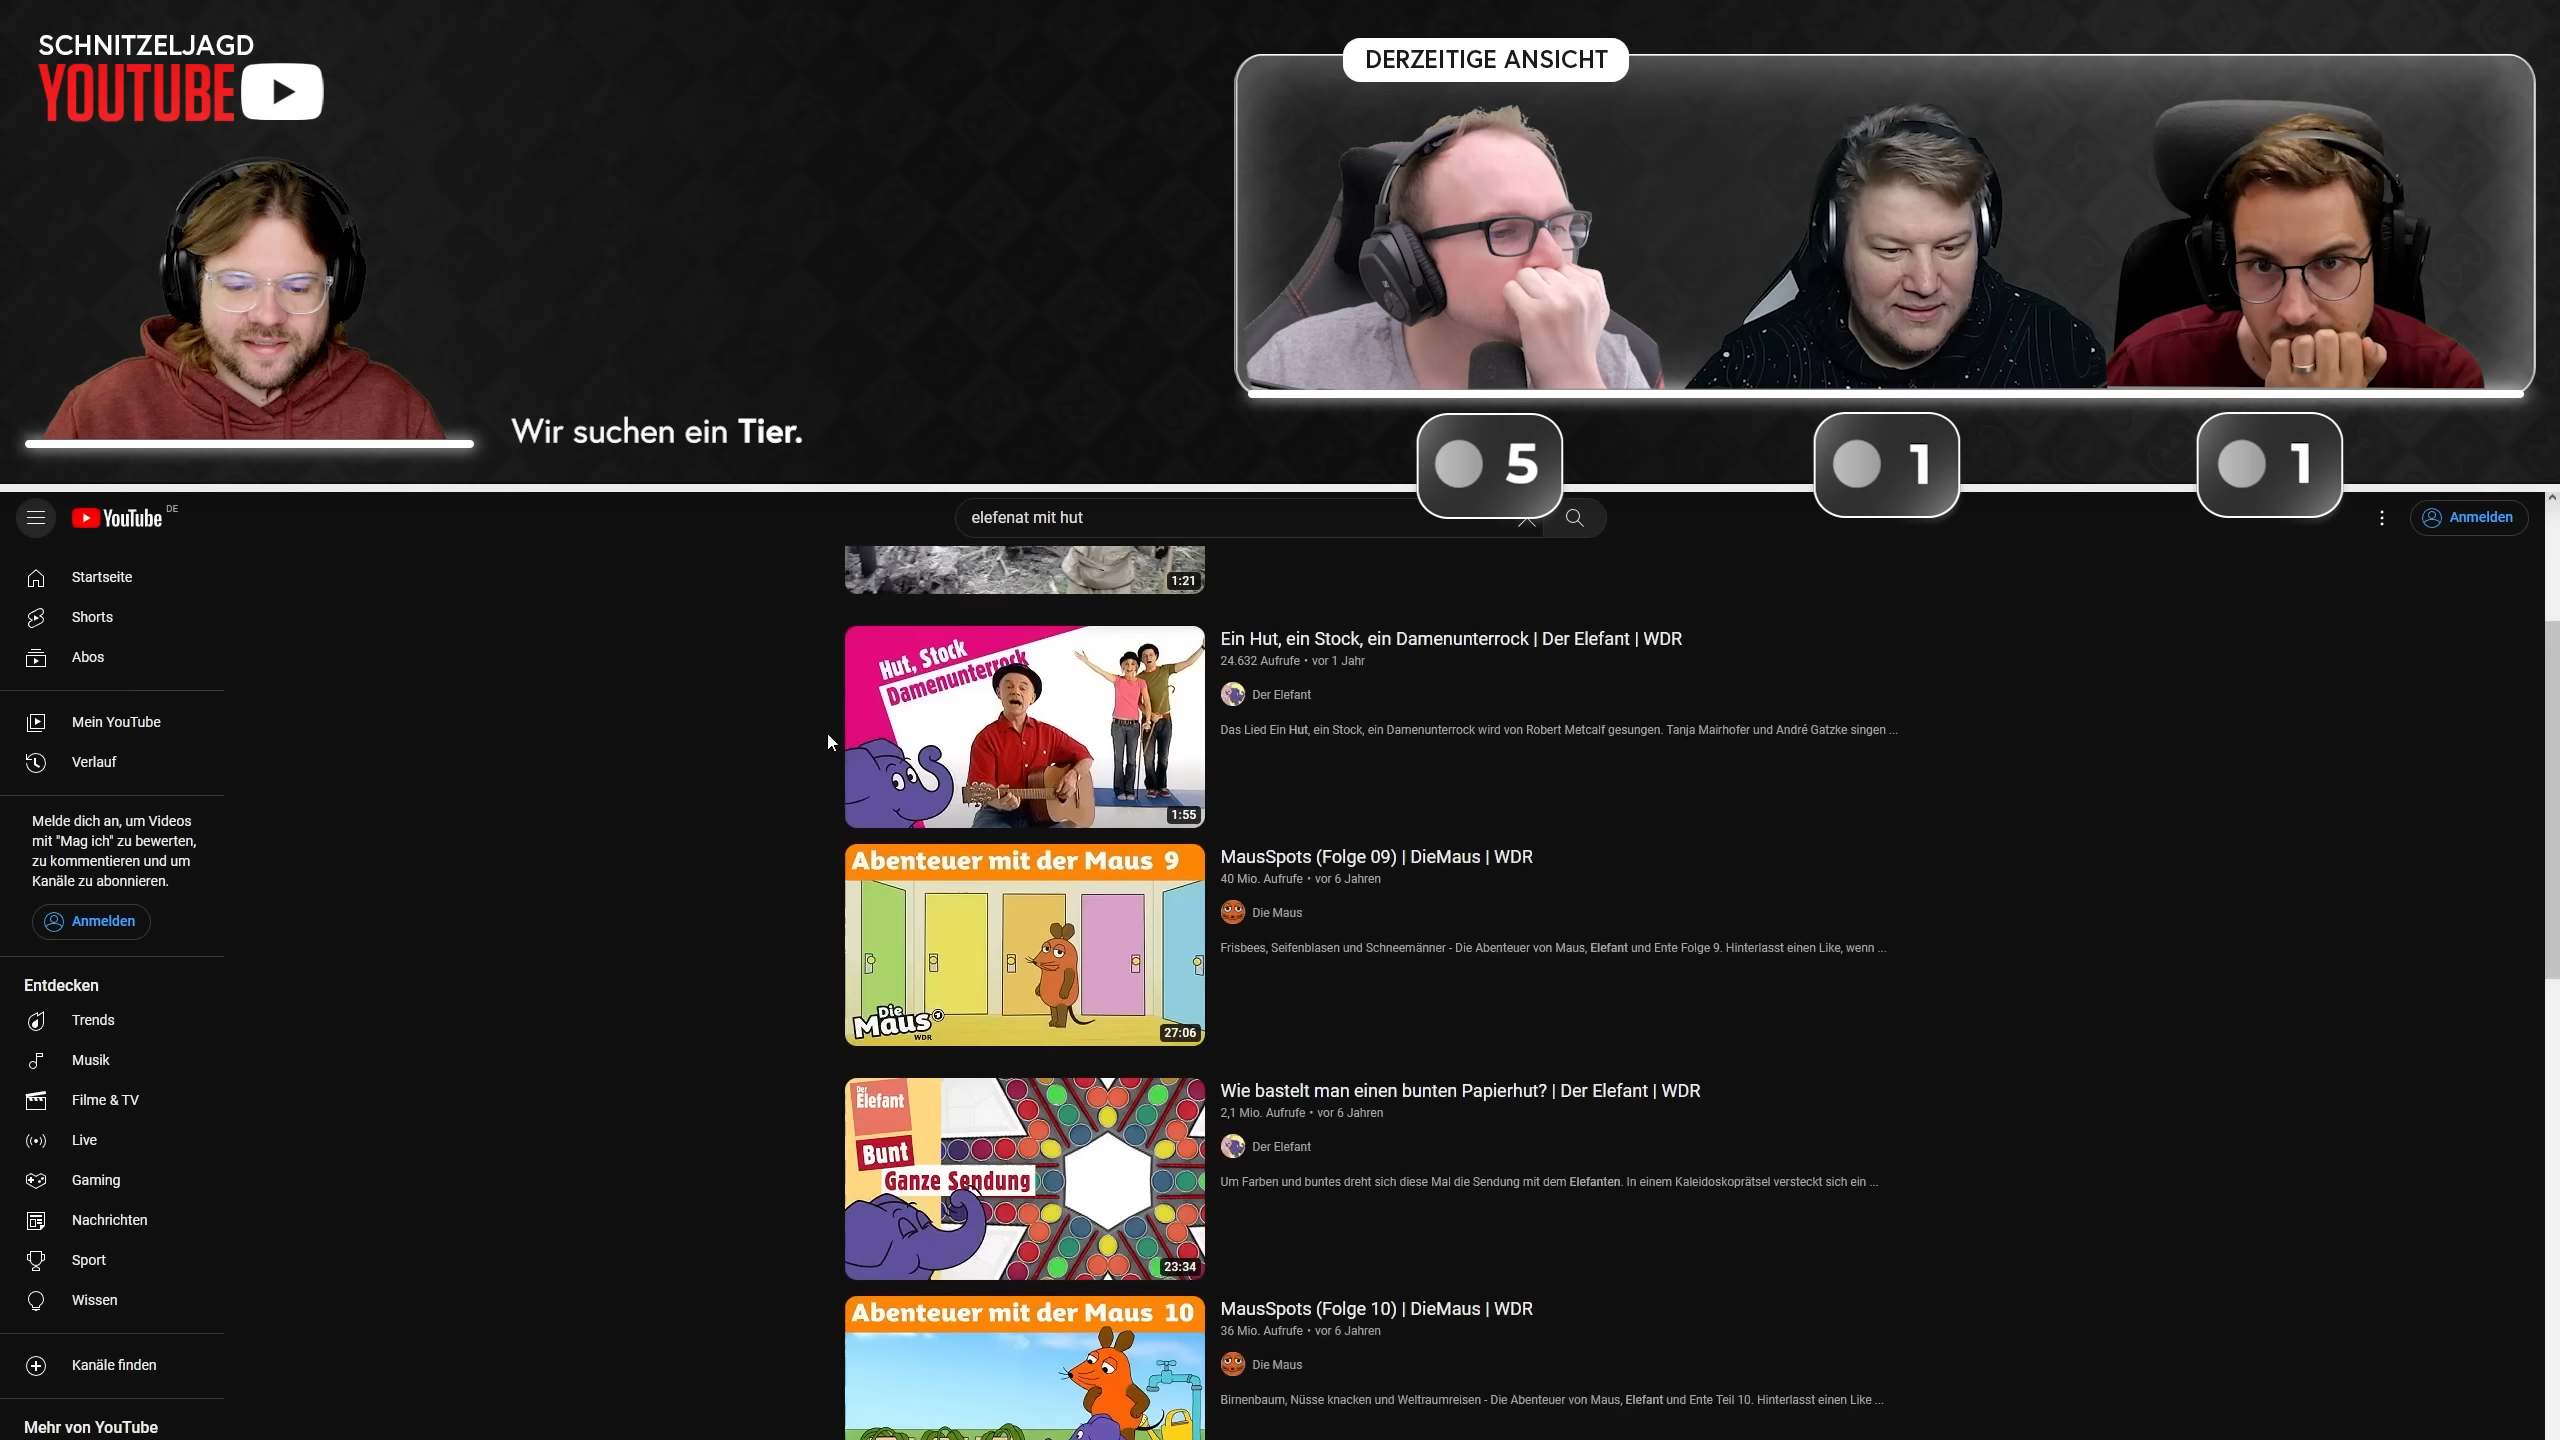 SCHNITZELJAGD
YOUTUBE
DERZEITIGE ANSICHT
Wir suchen ein Tier.
5
1
1
YouTube DE
elefenat mit hut
Anmelden
Startseite
Shorts
Abos
Mein YouTube
Verlauf
Melde dich an, um Videos
mit "Mag ich" zu bewerten,
zu kommentieren und um
Kanäle zu abonnieren.
Anmelden
Entdecken
Trends
Musik
Filme & TV
Live
Gaming
Nachrichten
Sport
Wissen
Kanäle finden
Mehr von YouTube
1:21
Hut, Stock
Damenunterrock
1:55
Ein Hut, ein Stock, ein Damenunterrock | Der Elefant | WDR
24.632 Aufrufe • vor 1 Jahr
Der Elefant
Das Lied Ein Hut, ein Stock, ein Damenunterrock wird von Robert Metcalf gesungen. Tanja Mairhofer und André Gatzke singen ...
Abenteuer mit der Maus 9
Die
Maus
WDR
27:06
MausSpots (Folge 09) | DieMaus | WDR
40 Mio. Aufrufe • vor 6 Jahren
Die Maus
Frisbees, Seifenblasen und Schneemänner - Die Abenteuer von Maus, Elefant und Ente Folge 9. Hinterlasst einen Like, wenn ...
Der
Elefant
Bunt
Ganze Sendung
23:34
Wie bastelt man einen bunten Papierhut? | Der Elefant | WDR
2,1 Mio. Aufrufe • vor 6 Jahren
Der Elefant
Um Farben und buntes dreht sich diese Mal die Sendung mit dem Elefanten. In einem Kaleidoskoprätsel versteckt sich ein ...
Abenteuer mit der Maus 10
MausSpots (Folge 10) | DieMaus | WDR
36 Mio. Aufrufe • vor 6 Jahren
Die Maus
Birnenbaum, Nüsse knacken und Weltraumreisen - Die Abenteuer von Maus, Elefant und Ente Teil 10. Hinterlasst einen Like ...